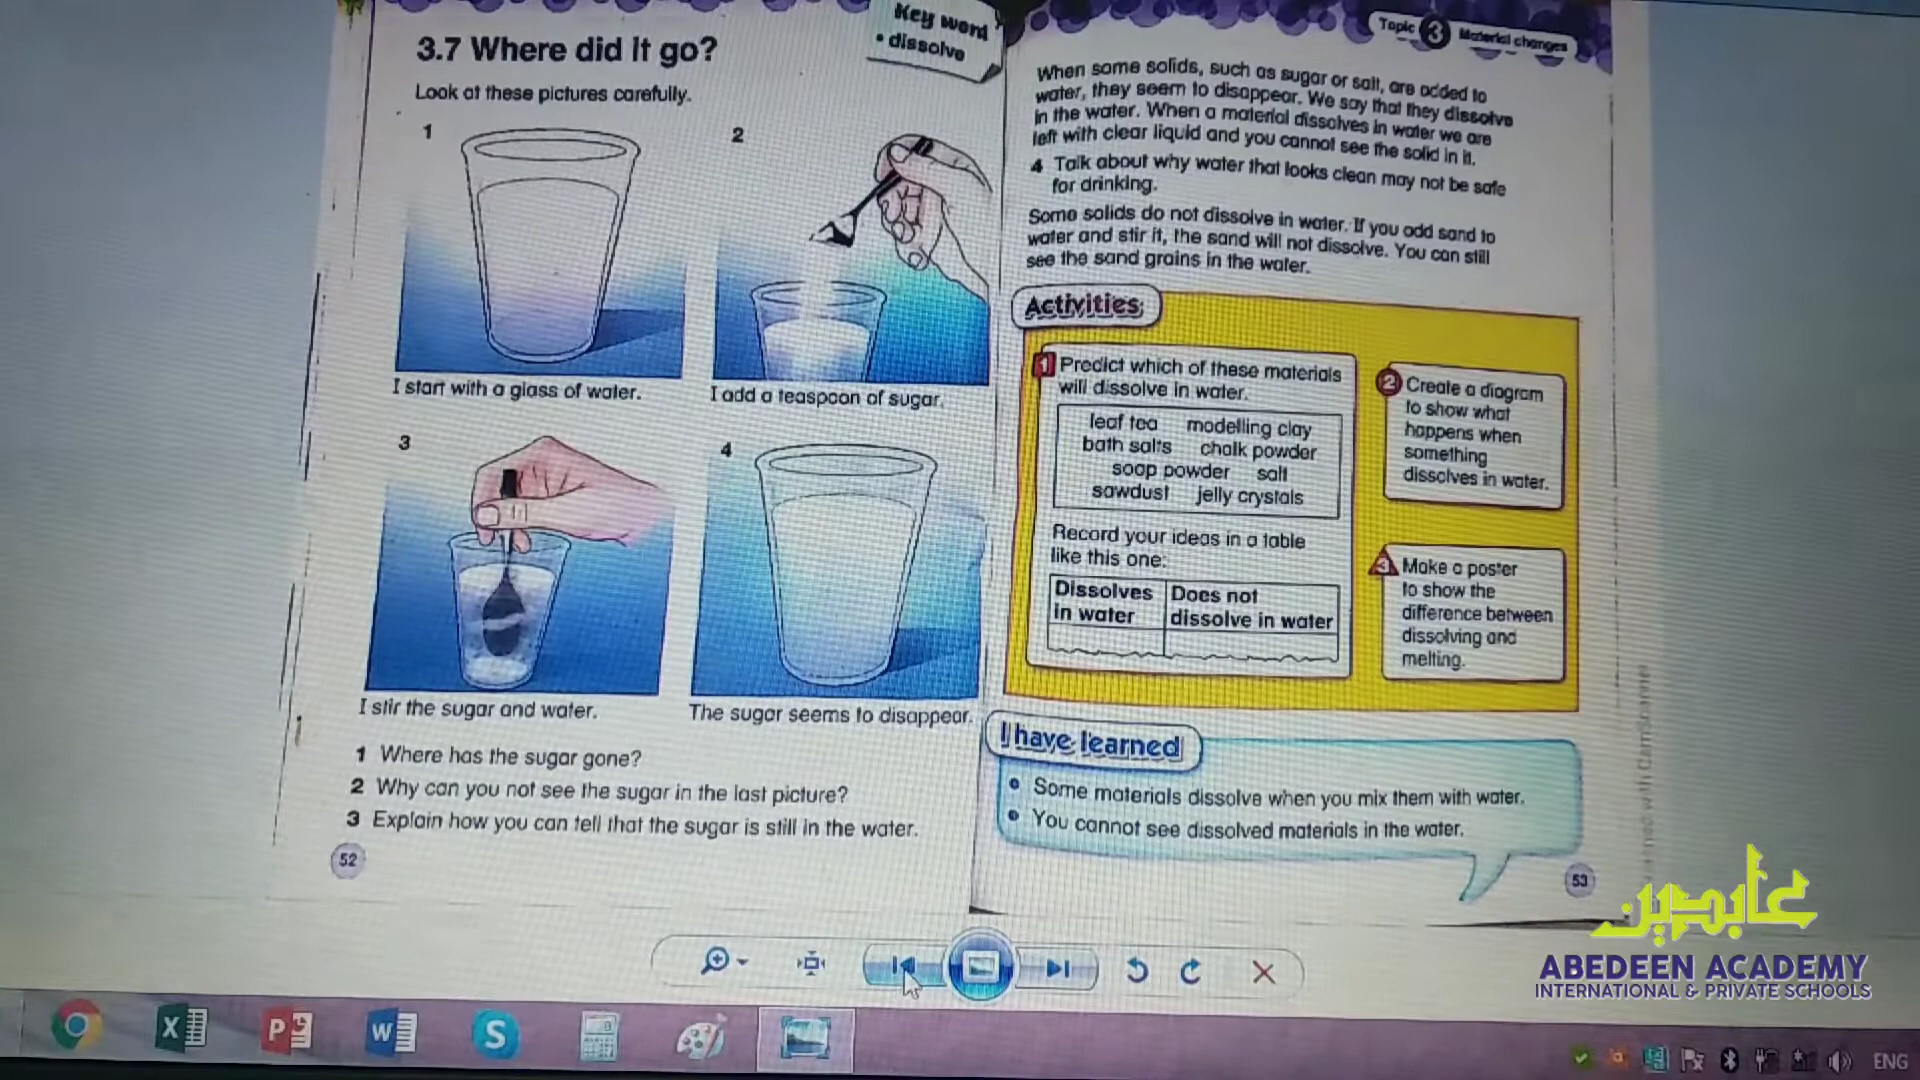 3.7 Where did it go?
Key word
• dissolve
Look at these pictures carefully.
1
2
I start with a glass of water.
I add a teaspoon of sugar.
3
4
I stir the sugar and water.
The sugar seems to disappear.
1 Where has the sugar gone?
2 Why can you not see the sugar in the last picture?
3 Explain how you can tell that the sugar is still in the water.
52
Topic 3 Material changes
When some solids, such as sugar or salt, are added to
water, they seem to disappear. We say that they dissolve
in the water. When a material dissolves in water we are
left with clear liquid and you cannot see the solid in it.
4 Talk about why water that looks clean may not be safe
for drinking.
Some solids do not dissolve in water. If you add sand to
water and stir it, the sand will not dissolve. You can still
see the sand grains in the water.
Activities
1 Predict which of these materials
will dissolve in water.
leaf tea modelling clay
bath salts chalk powder
soap powder salt
sawdust jelly crystals
Record your ideas in a table
like this one:
Dissolves
in water
Does not
dissolve in water
2 Create a diagram
to show what
happens when
something
dissolves in water.
3 Make a poster
to show the
difference between
dissolving and
melting.
I have learned
• Some materials dissolve when you mix them with water.
• You cannot see dissolved materials in the water.
53
عابدين
ABEDEEN ACADEMY
INTERNATIONAL & PRIVATE SCHOOLS
ENG